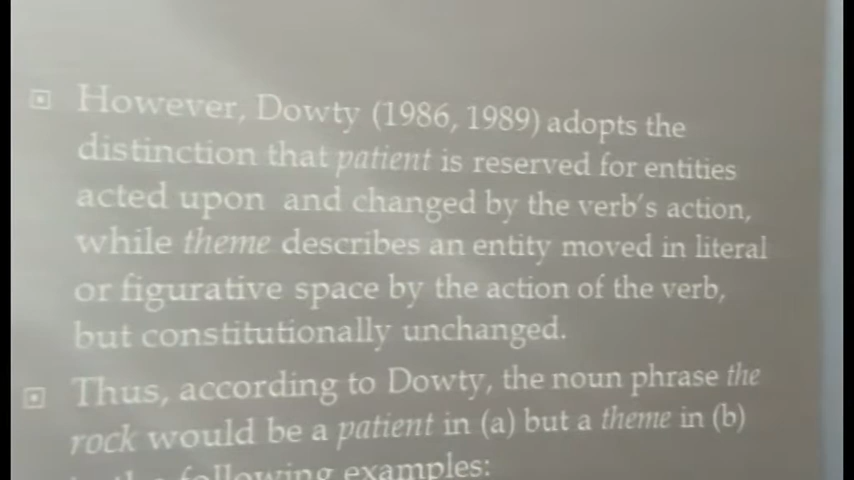 However, Dowty (1986, 1989) adopts the
distinction that patient is reserved for entities
acted upon and changed by the verb's action,
while theme describes an entity moved in literal
or figurative space by the action of the verb,
but constitutionally unchanged.
Thus, according to Dowty, the noun phrase the
rock would be a patient in (a) but a theme in (b)
following examples: